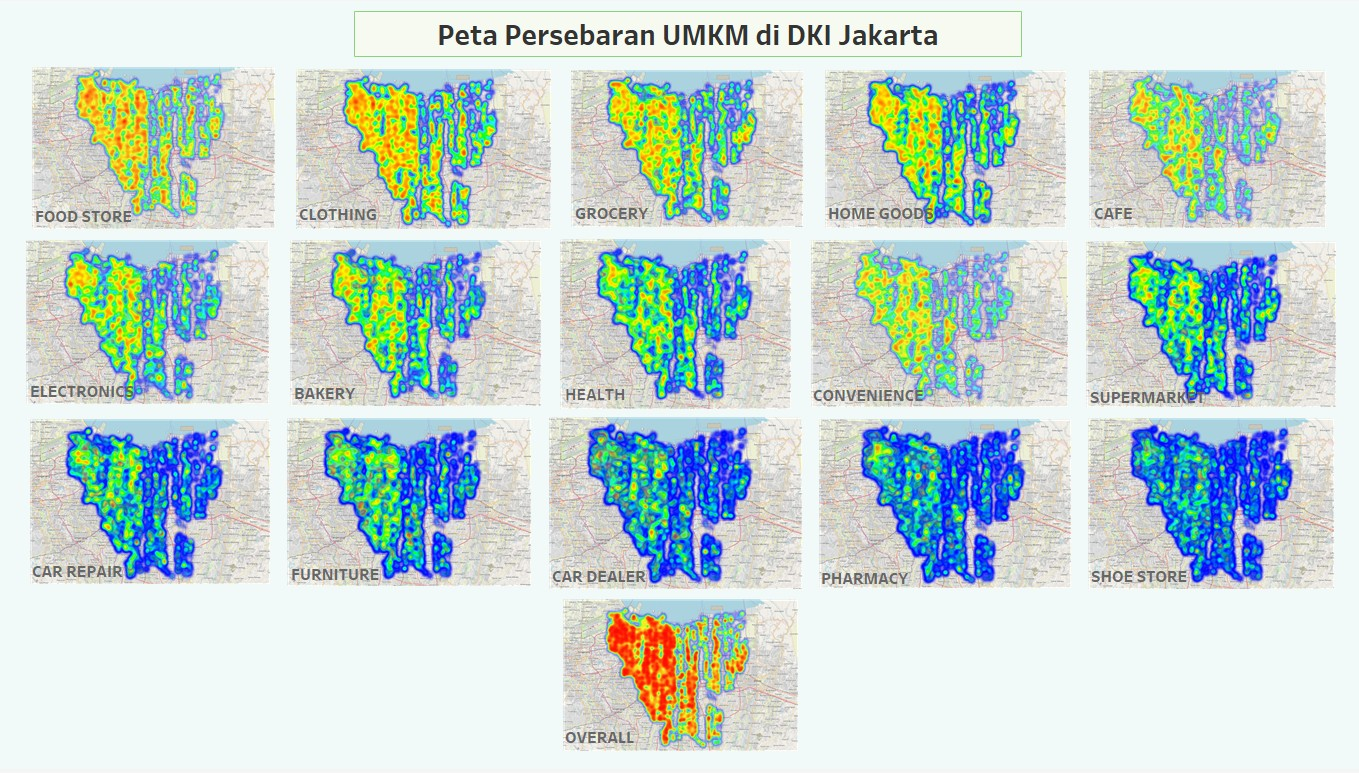 Peta Persebaran UMKM di DKI Jakarta
FOOD STORE
CLOTHING
GROCERY
HOME GOODS
CAFE
ELECTRONICS
BAKERY
HEALTH
CONVENIENCE
SUPERMARKET
CAR REPAIR
FURNITURE
CAR DEALER
PHARMACY
SHOE STORE
OVERALL